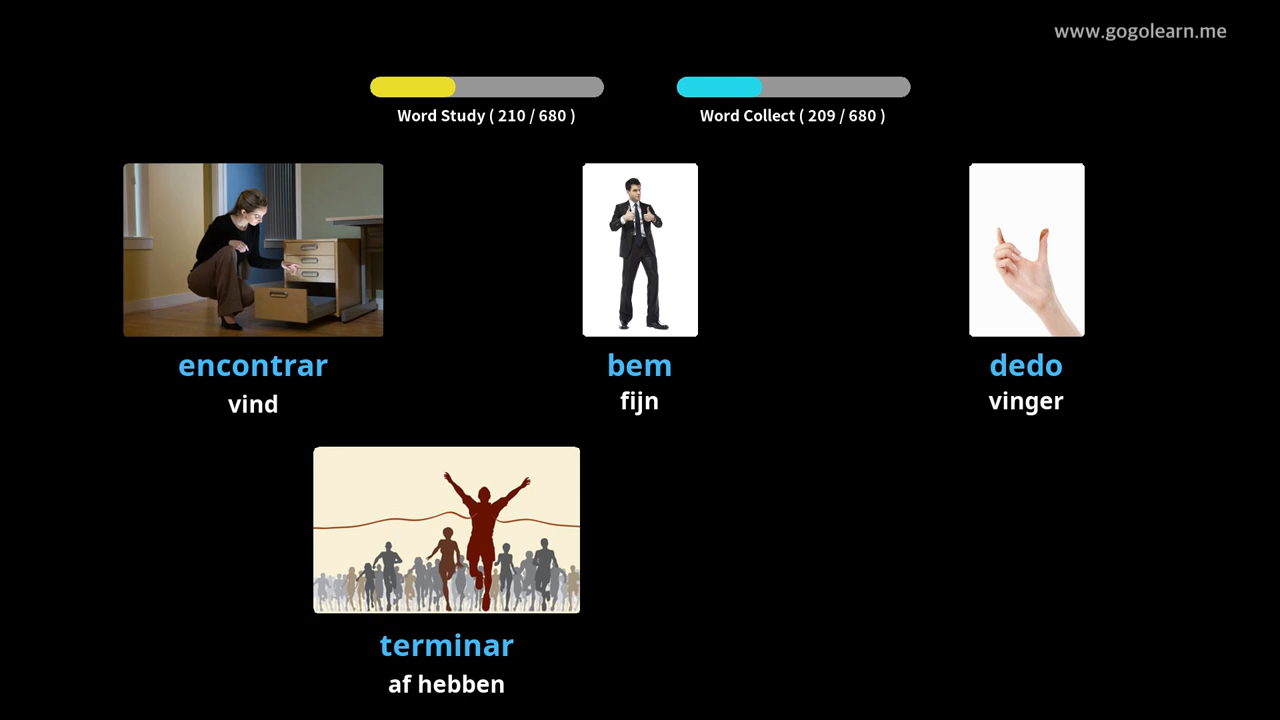 www.gogolearn.me
Word Study ( 210 / 680 )
Word Collect ( 209 / 680 )
encontrar
vind
bem
fijn
dedo
vinger
terminar
af hebben